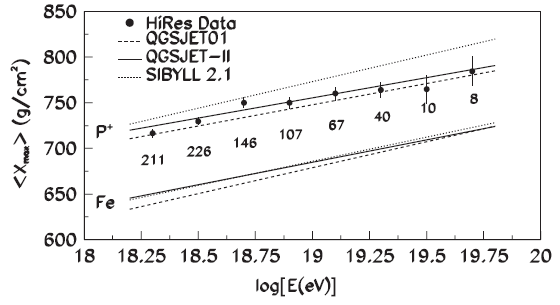 850
800
750
700
650
600
<Xmax> (g/cm²)
HiRes Data
QGSJET01
QGSJET-II
SIBYLL 2.1
P⁺
Fe
211
226
146
107
67
40
10
8
18
18.25
18.5
18.75
19
19.25
19.5
19.75
20
log[E(eV)]